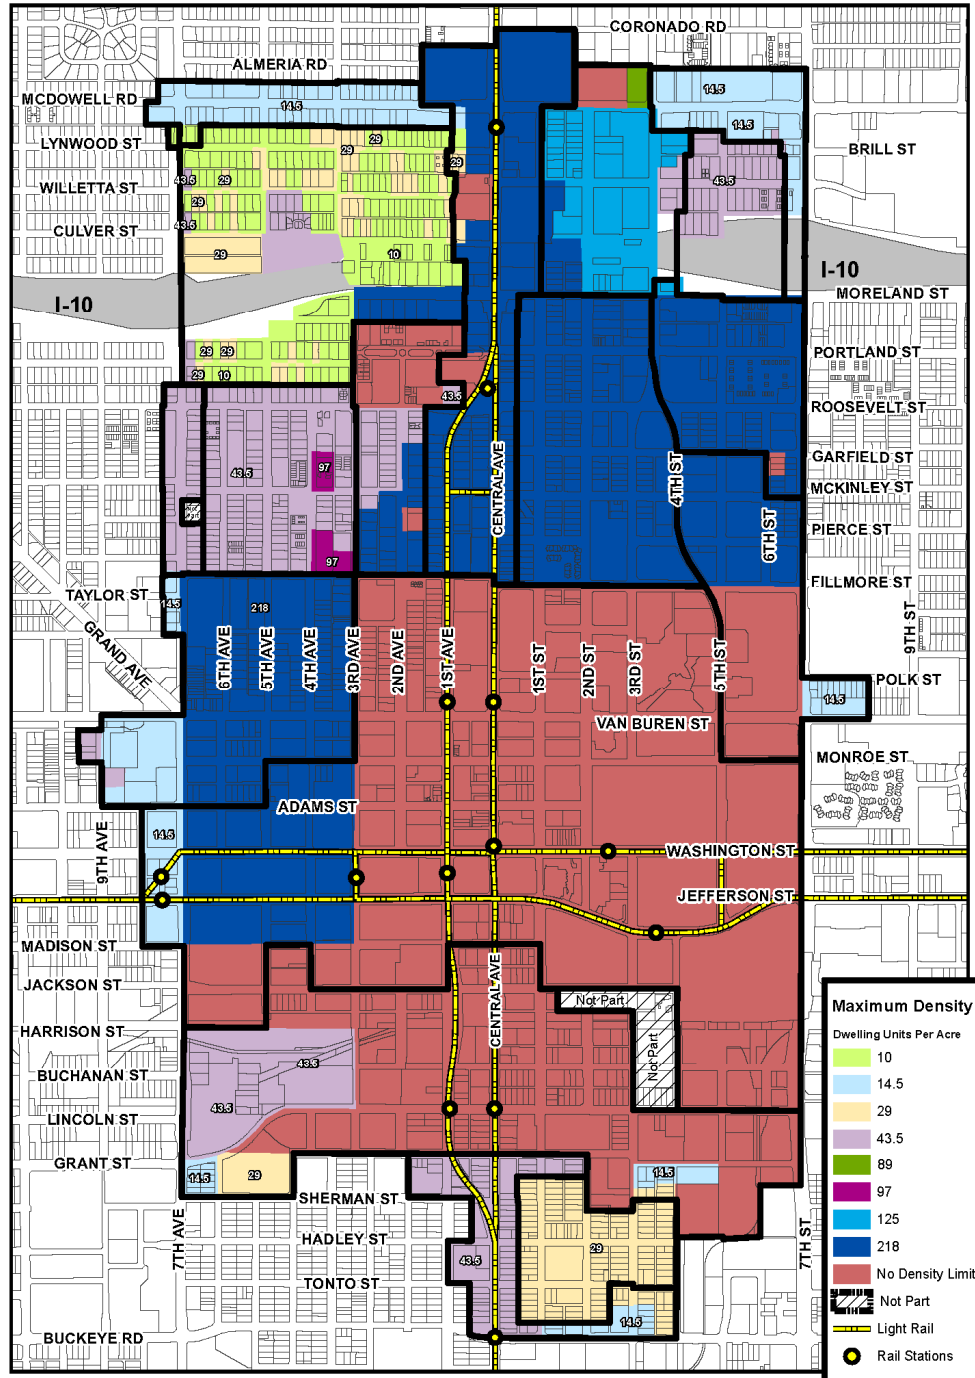 CORONADO RD
ALMERIA RD
MCDOWELL RD
14.5
14.5
14.5
LYNWOOD ST
29
29
29
BRILL ST
WILLETTA ST
43.5
29
43.5
29
CULVER ST
43.5
29
10
I-10
I-10
MORELAND ST
29
29
PORTLAND ST
29
10
43.5
ROOSEVELT ST
43.5
97
CENTRAL AVE
4TH ST
GARFIELD ST
MCKINLEY ST
Not Part
6TH ST
PIERCE ST
97
FILLMORE ST
TAYLOR ST
14.5
218
GRAND AVE
6TH AVE
5TH AVE
4TH AVE
3RD AVE
2ND AVE
1ST AVE
1ST ST
2ND ST
3RD ST
5TH ST
9TH ST
POLK ST
14.5
VAN BUREN ST
MONROE ST
ADAMS ST
9TH AVE
14.5
WASHINGTON ST
JEFFERSON ST
MADISON ST
JACKSON ST
CENTRAL AVE
Not Part
Not Part
HARRISON ST
43.5
BUCHANAN ST
43.5
LINCOLN ST
GRANT ST
14.5
29
14.5
SHERMAN ST
7TH AVE
HADLEY ST
29
7TH ST
43.5
TONTO ST
14.5
BUCKEYE RD
Maximum Density
Dwelling Units Per Acre
10
14.5
29
43.5
89
97
125
218
No Density Limit
Not Part
Light Rail
Rail Stations